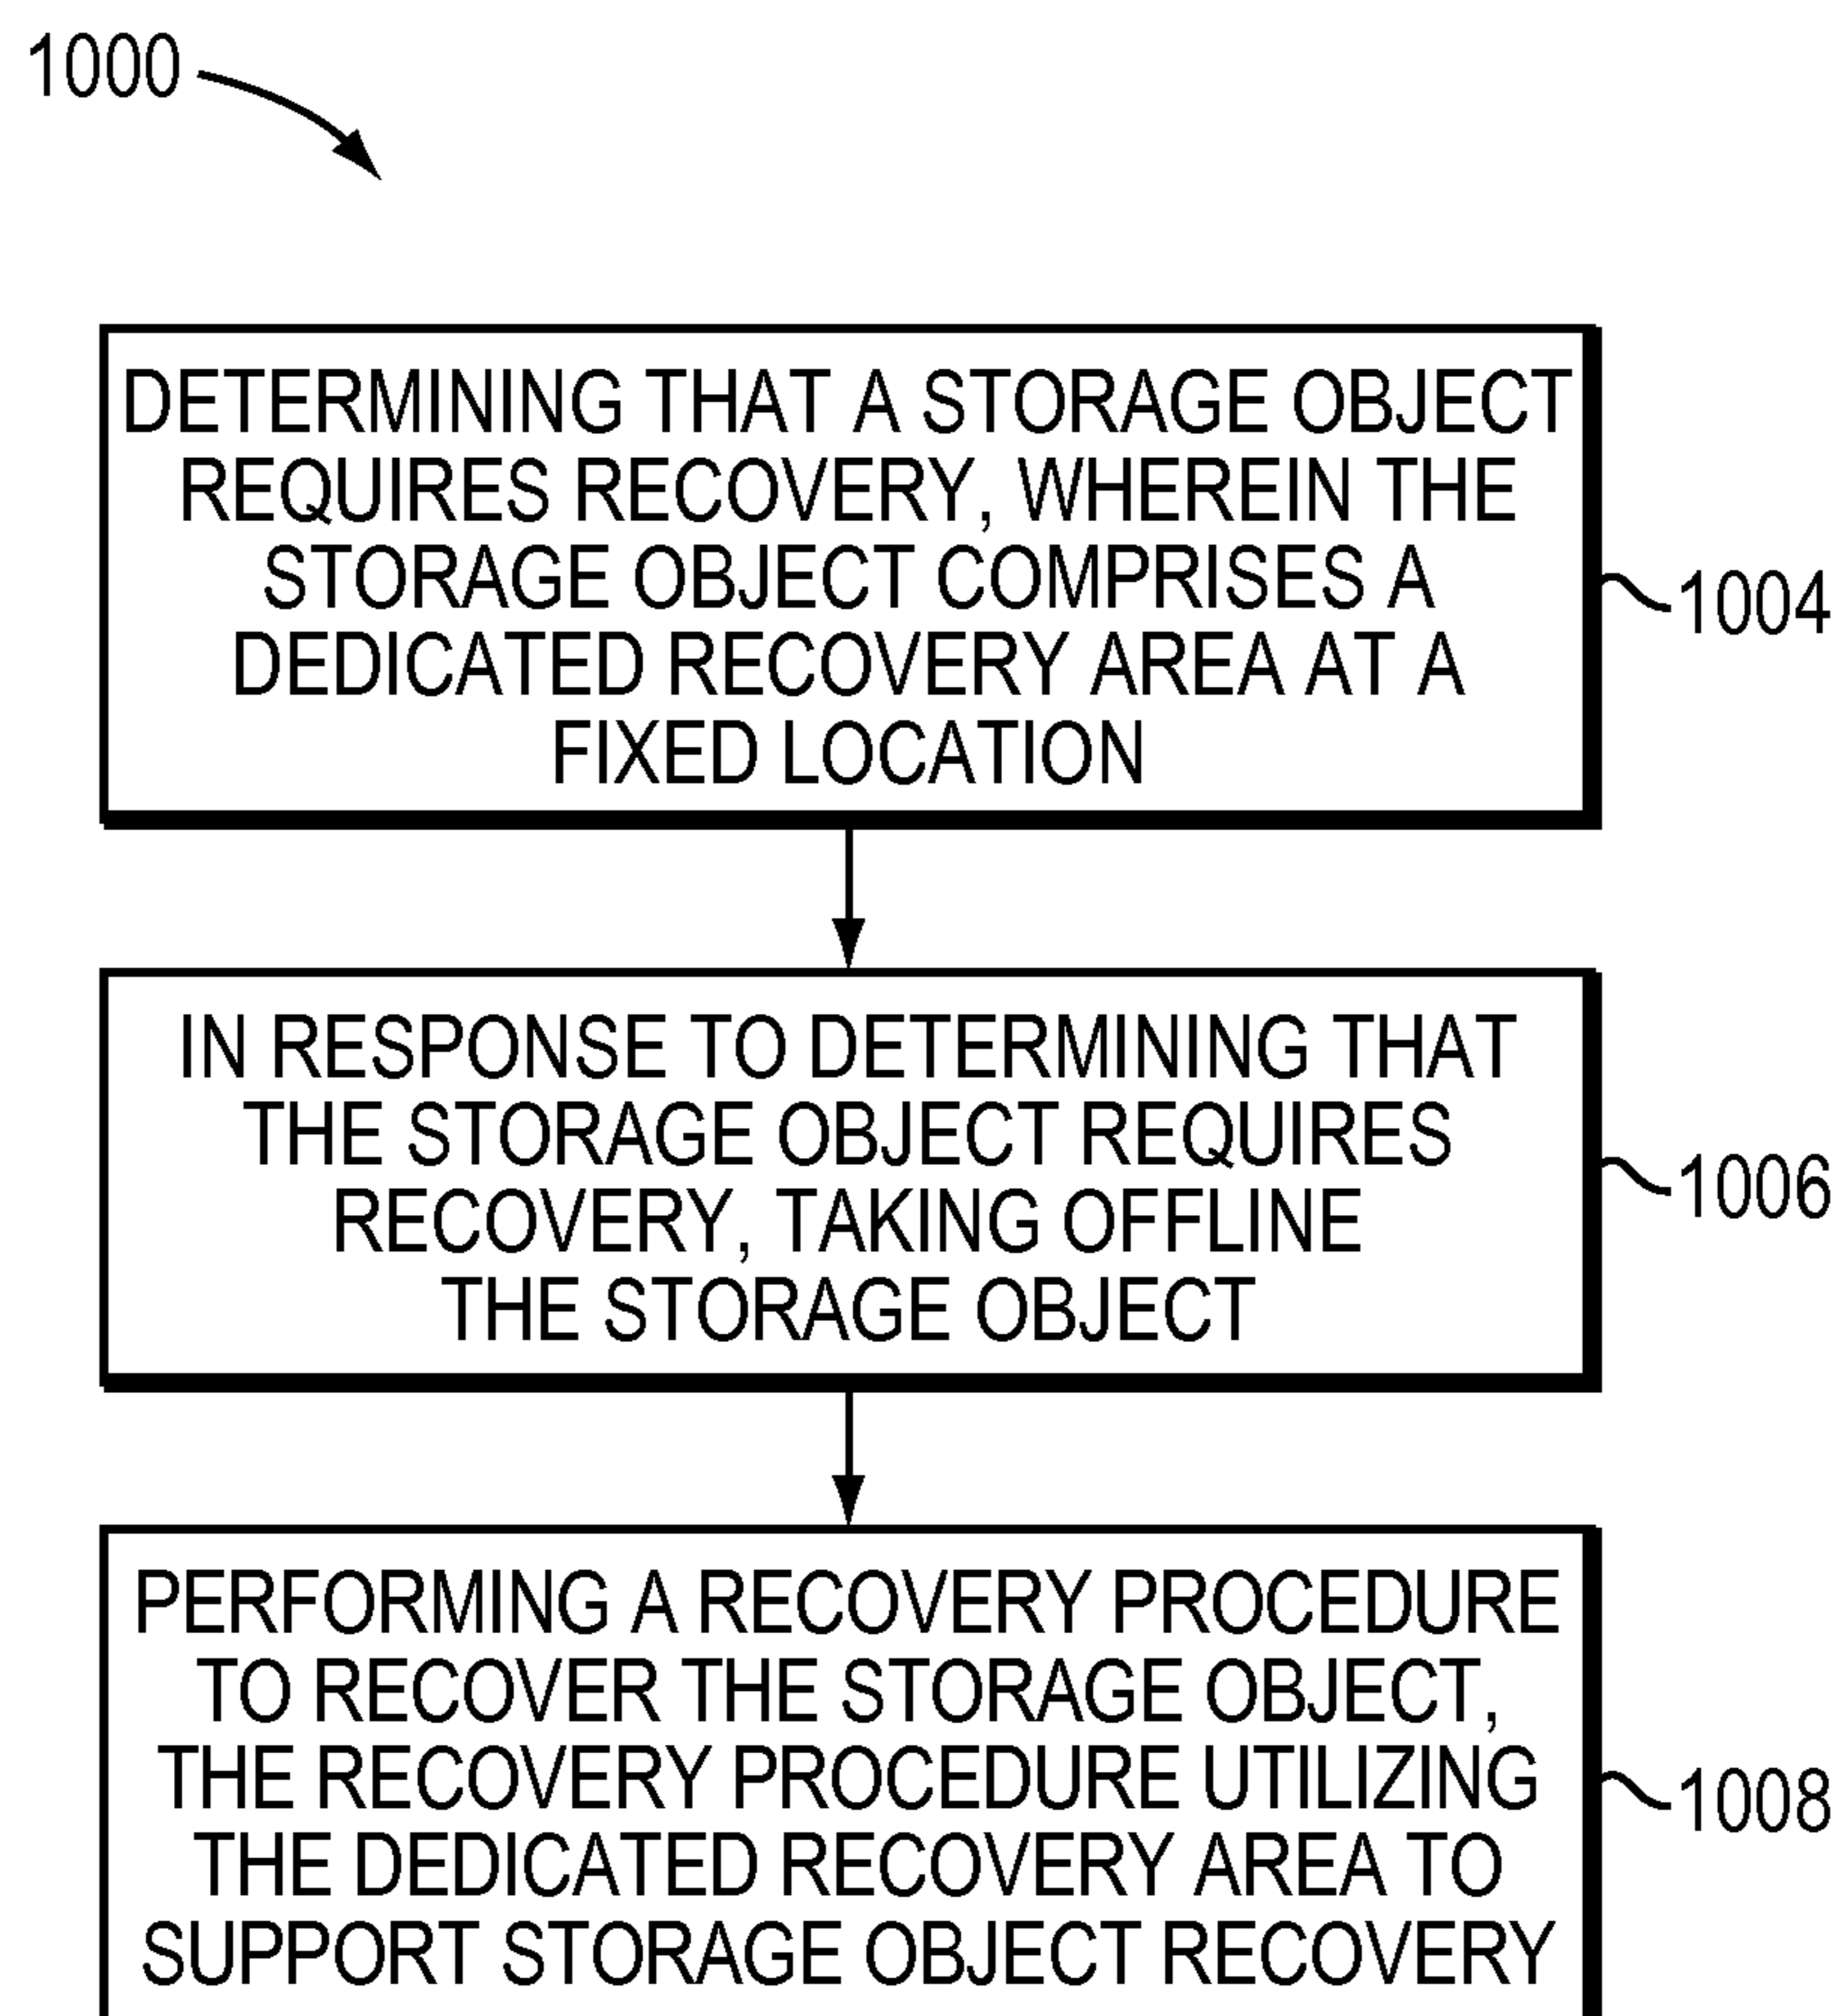 1000
DETERMINING THAT A STORAGE OBJECT
REQUIRES RECOVERY, WHEREIN THE
STORAGE OBJECT COMPRISES A
DEDICATED RECOVERY AREA AT A
FIXED LOCATION
1004
IN RESPONSE TO DETERMINING THAT
THE STORAGE OBJECT REQUIRES
RECOVERY, TAKING OFFLINE
THE STORAGE OBJECT
1006
PERFORMING A RECOVERY PROCEDURE
TO RECOVER THE STORAGE OBJECT,
THE RECOVERY PROCEDURE UTILIZING
THE DEDICATED RECOVERY AREA TO
SUPPORT STORAGE OBJECT RECOVERY
1008